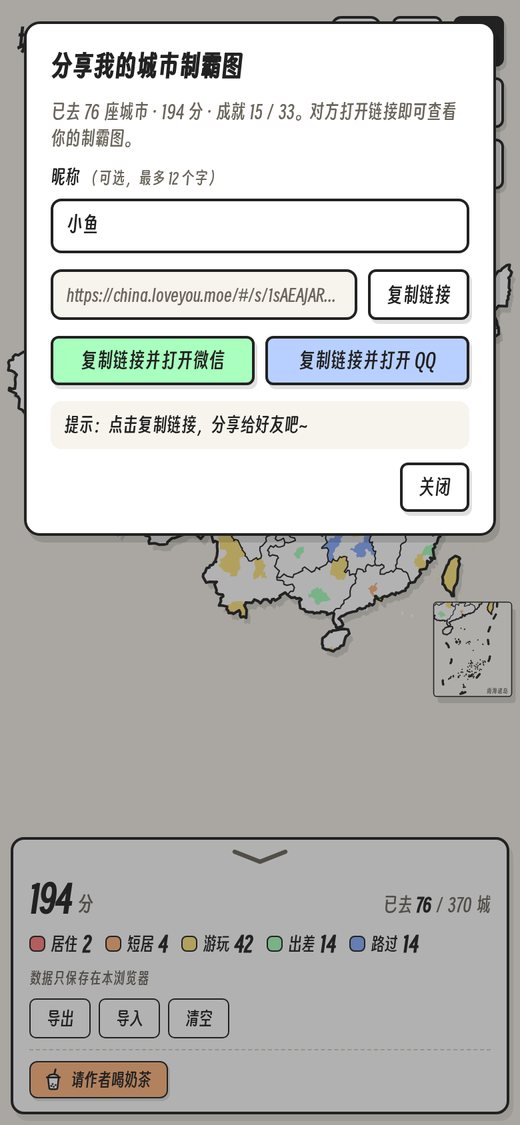 分享我的城市制霸图
已去 76 座城市 · 194 分 · 成就 15 / 33。对方打开链接即可查看
你的制霸图。
昵称 （可选，最多 12 个字）
小鱼
https://china.loveyou.moe/#/s/1sAEAJAR...
复制链接
复制链接并打开微信
复制链接并打开 QQ
提示：点击复制链接，分享给好友吧~
关闭
南海诸岛
194 分
已去 76 / 370 城
居住 2 短居 4 游玩 42 出差 14 路过 14
数据只保存在本浏览器
导出 导入 清空
请作者喝奶茶